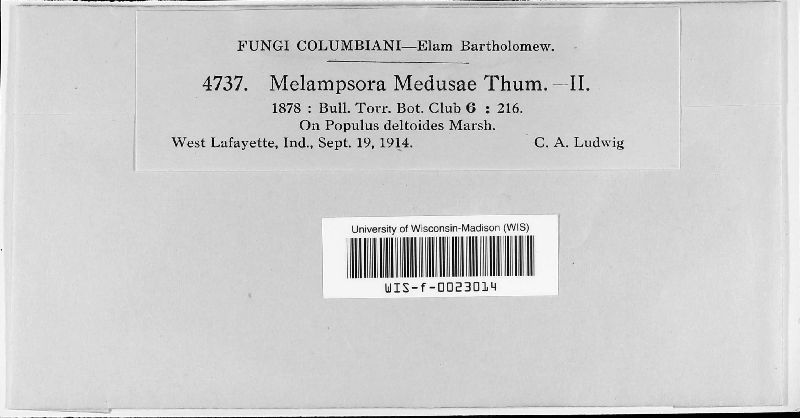 FUNGI COLUMBIANI—Elam Bartholomew.
4737. Melampsora Medusae Thum.—II.
1878 : Bull. Torr. Bot. Club 6 : 216.
On Populus deltoides Marsh.
West Lafayette, Ind., Sept. 19, 1914. C. A. Ludwig
University of Wisconsin-Madison (WIS)
WIS-f-0023014